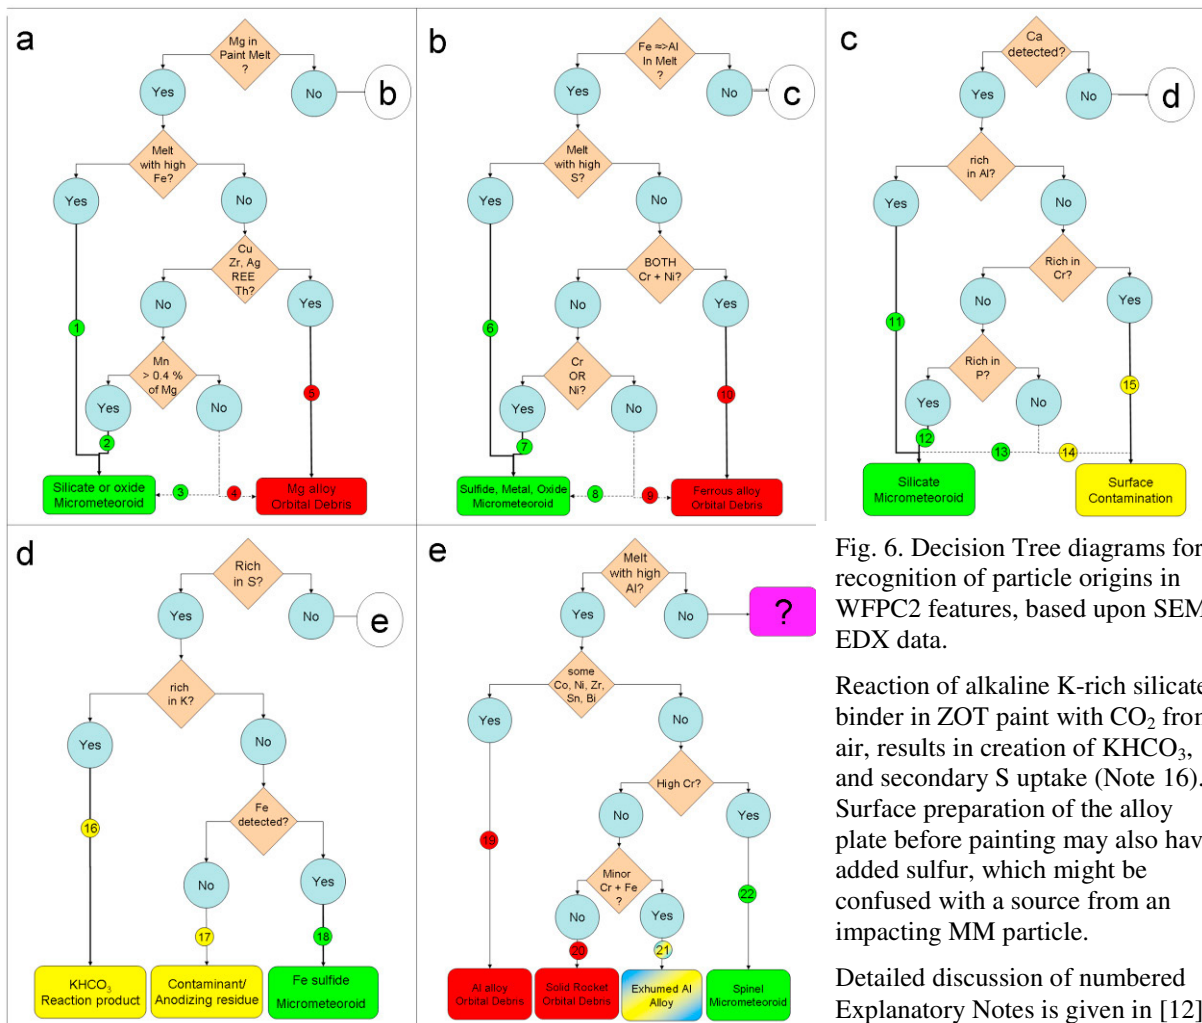 a
Mg in
Paint Melt
?
Yes
No
b
Melt
with high
Fe?
Yes
No
Cu
Zr, Ag
REE
Th?
No
Yes
1
Mn
> 0.4 %
of Mg
5
Yes
No
2
3
4
Silicate or oxide
Micrometeoroid
Mg alloy
Orbital Debris
b
Fe ≈>Al
In Melt
?
Yes
No
c
Melt
with high
S?
Yes
No
BOTH
Cr + Ni?
No
Yes
6
Cr
OR
Ni?
10
Yes
No
7
8
9
Sulfide, Metal, Oxide
Micrometeoroid
Ferrous alloy
Orbital Debris
c
Ca
detected?
Yes
No
d
rich
in Al?
Yes
No
Rich in
Cr?
No
Yes
11
Rich in
P?
15
Yes
No
12
13
14
Silicate
Micrometeoroid
Surface
Contamination
d
Rich
in S?
Yes
No
e
rich
in K?
Yes
No
16
Fe
detected?
No
Yes
17
18
KHCO3
Reaction product
Contaminant/
Anodizing residue
Fe sulfide
Micrometeoroid
e
Melt
with high
Al?
Yes
No
?
some
Co, Ni, Zr,
Sn, Bi
Yes
No
High Cr?
No
Yes
19
Minor
Cr + Fe
?
22
No
Yes
20
21
Al alloy
Orbital Debris
Solid Rocket
Orbital Debris
Exhumed Al
Alloy
Spinel
Micrometeoroid
Fig. 6. Decision Tree diagrams for
recognition of particle origins in
WFPC2 features, based upon SEM
EDX data.
Reaction of alkaline K-rich silicate
binder in ZOT paint with CO2 from
air, results in creation of KHCO3,
and secondary S uptake (Note 16).
Surface preparation of the alloy
plate before painting may also hav
added sulfur, which might be
confused with a source from an
impacting MM particle.
Detailed discussion of numbered
Explanatory Notes is given in [12]